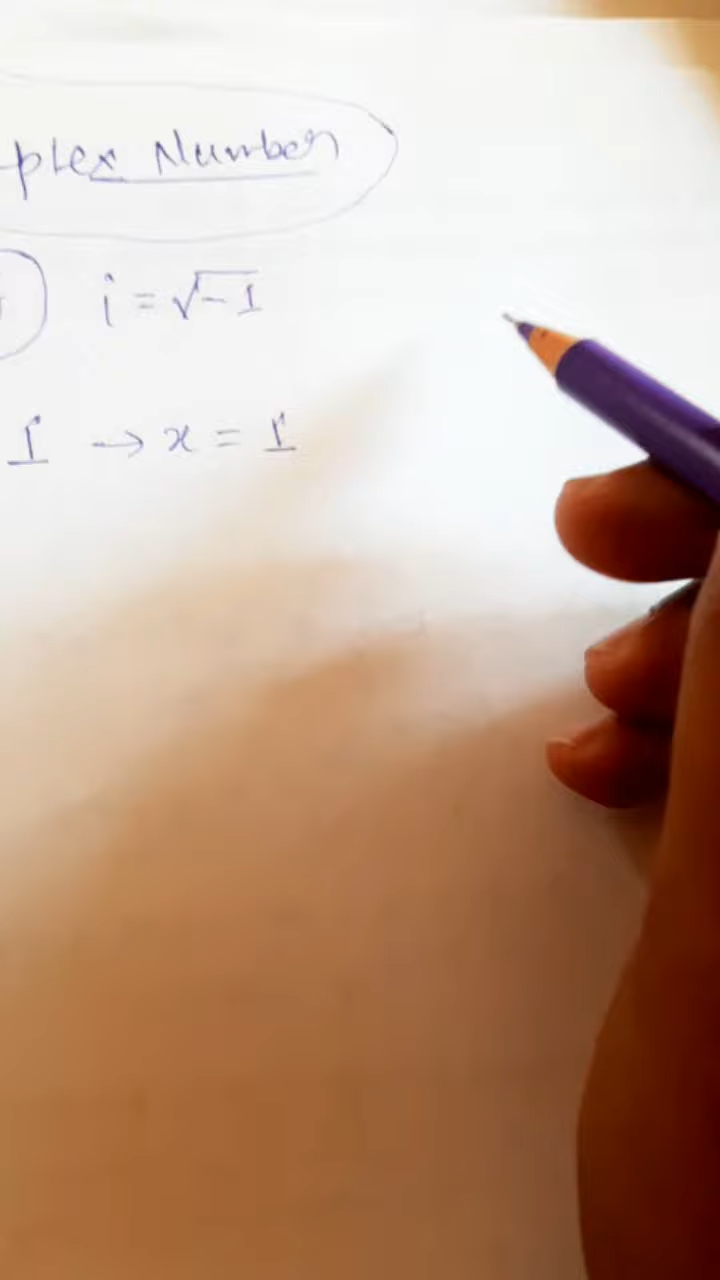 plex Number
i = √-1
1 → x = 1